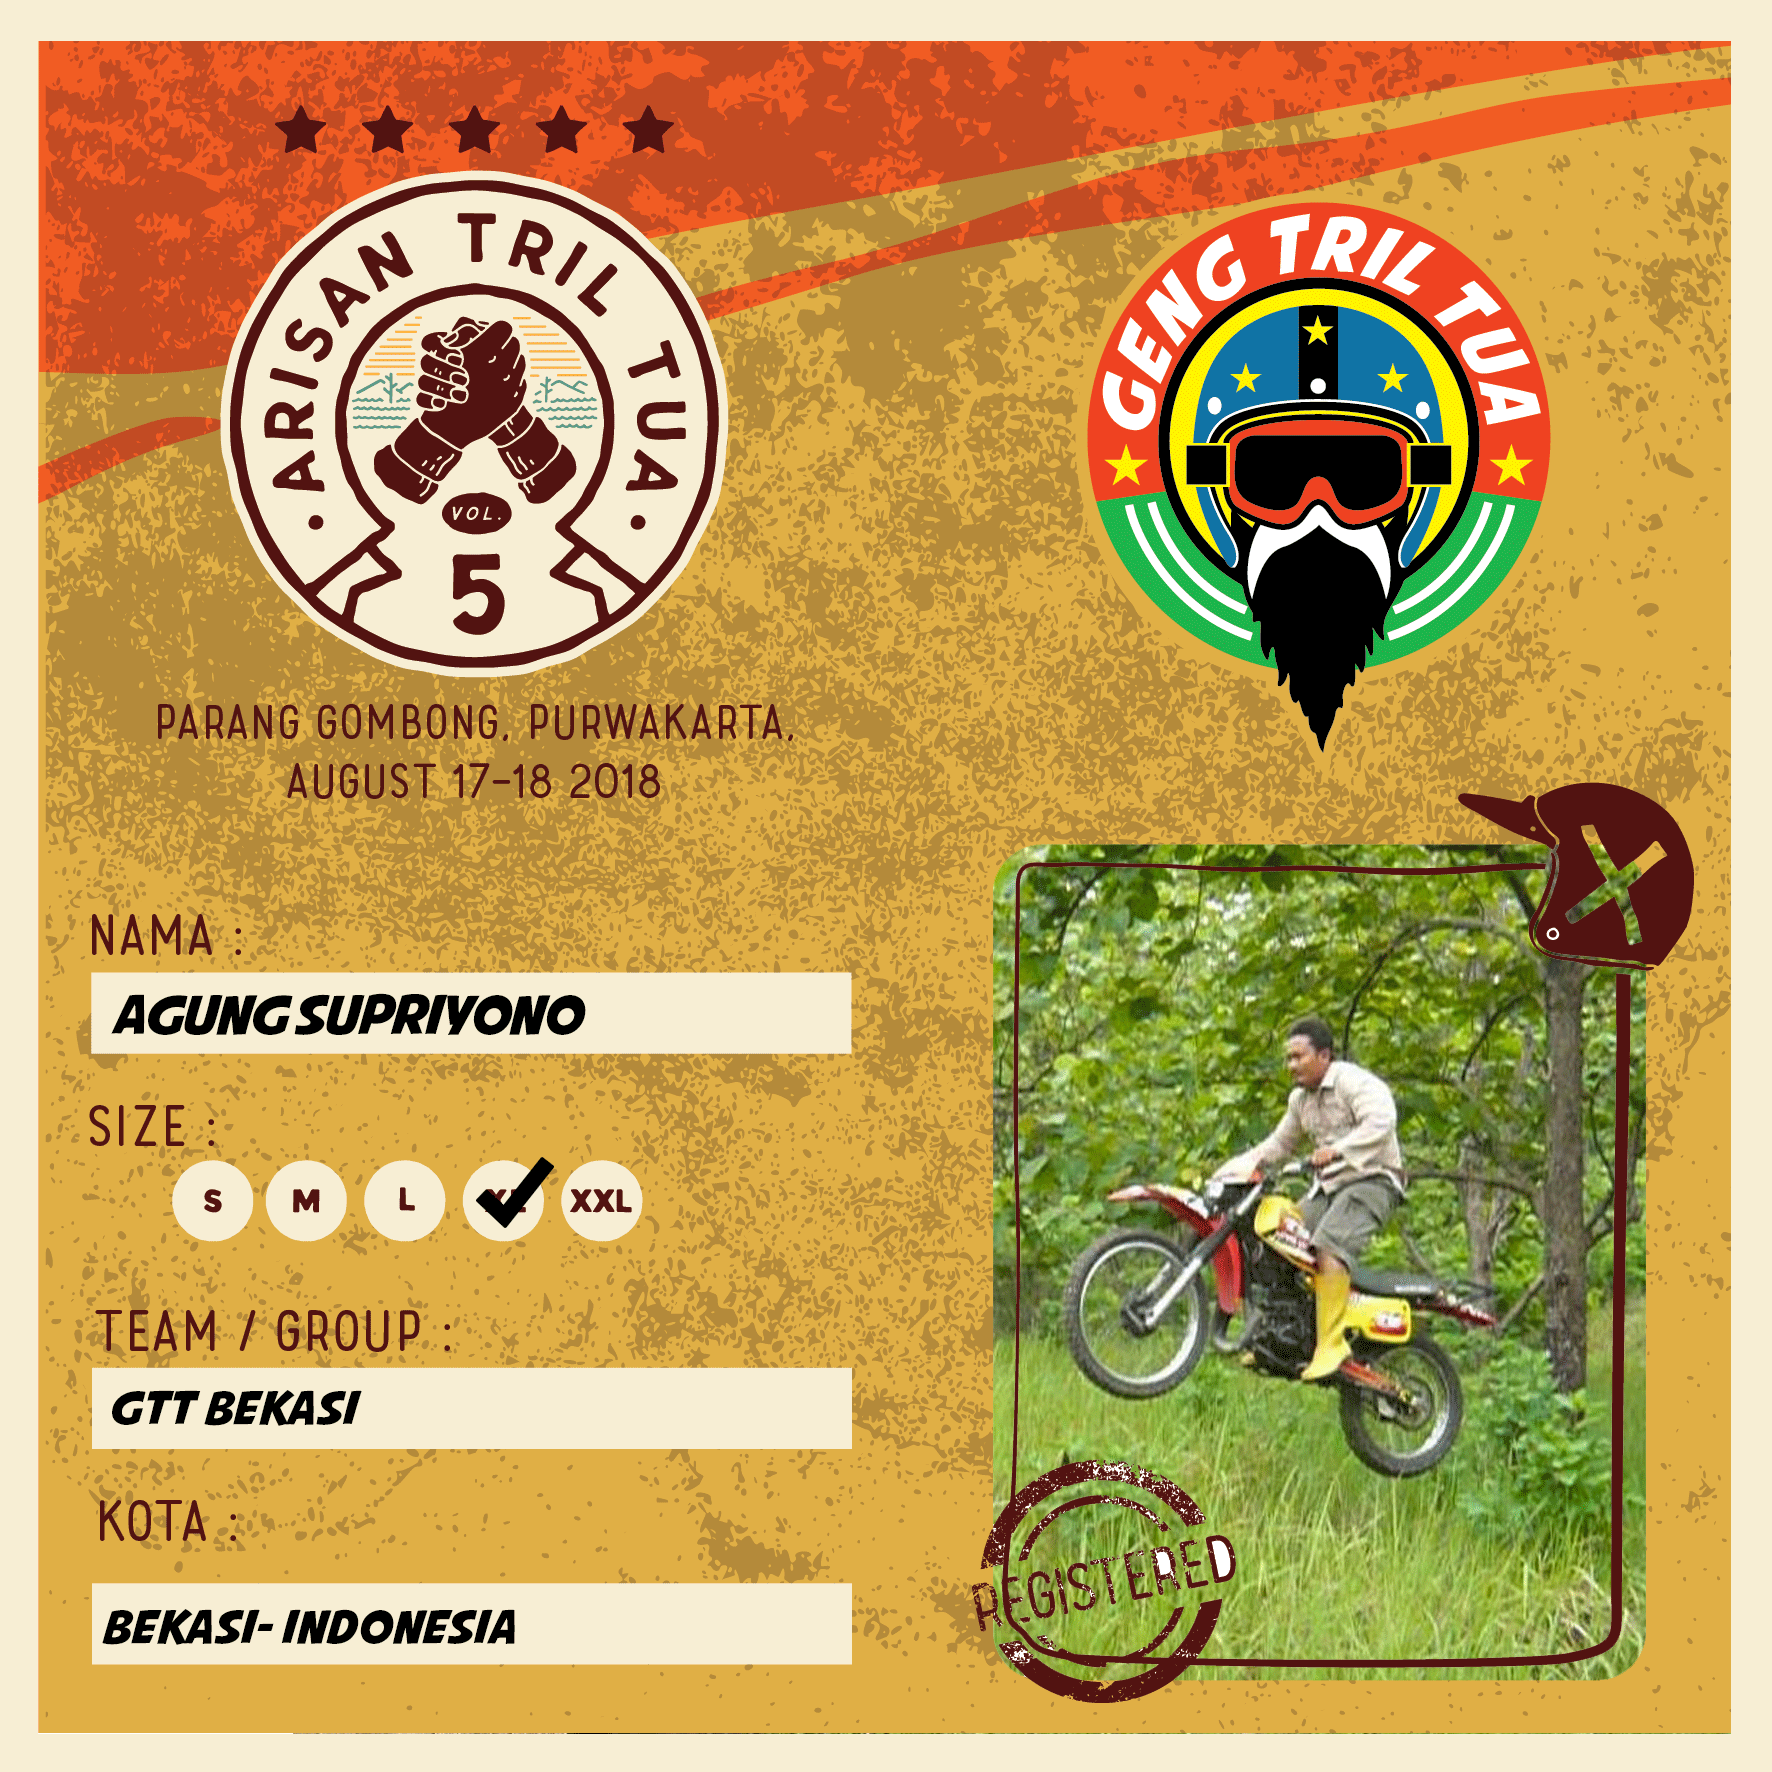 ARISAN TRIL TUA
VOL.
5
GENG TRIL TUA
PARANG GOMBONG, PURWAKARTA,
AUGUST 17-18 2018
NAMA :
AGUNG SUPRIYONO
SIZE :
S M L XL XXL
TEAM / GROUP :
GTT BEKASI
KOTA :
BEKASI- INDONESIA
REGISTERED